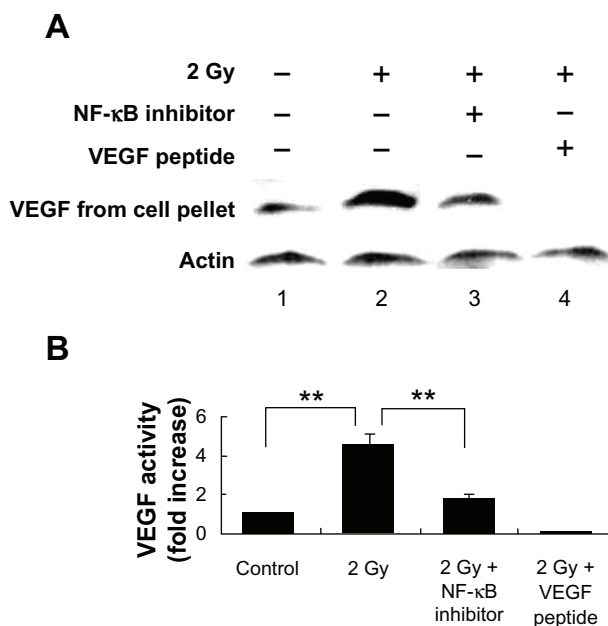 A
2 Gy – + + +
NF-κB inhibitor – – + –
VEGF peptide – – – +
VEGF from cell pellet
Actin
1 2 3 4
B
VEGF activity
(fold increase)
6
4
2
0
** **
Control
2 Gy
2 Gy +
NF-κB
inhibitor
2 Gy +
VEGF
peptide